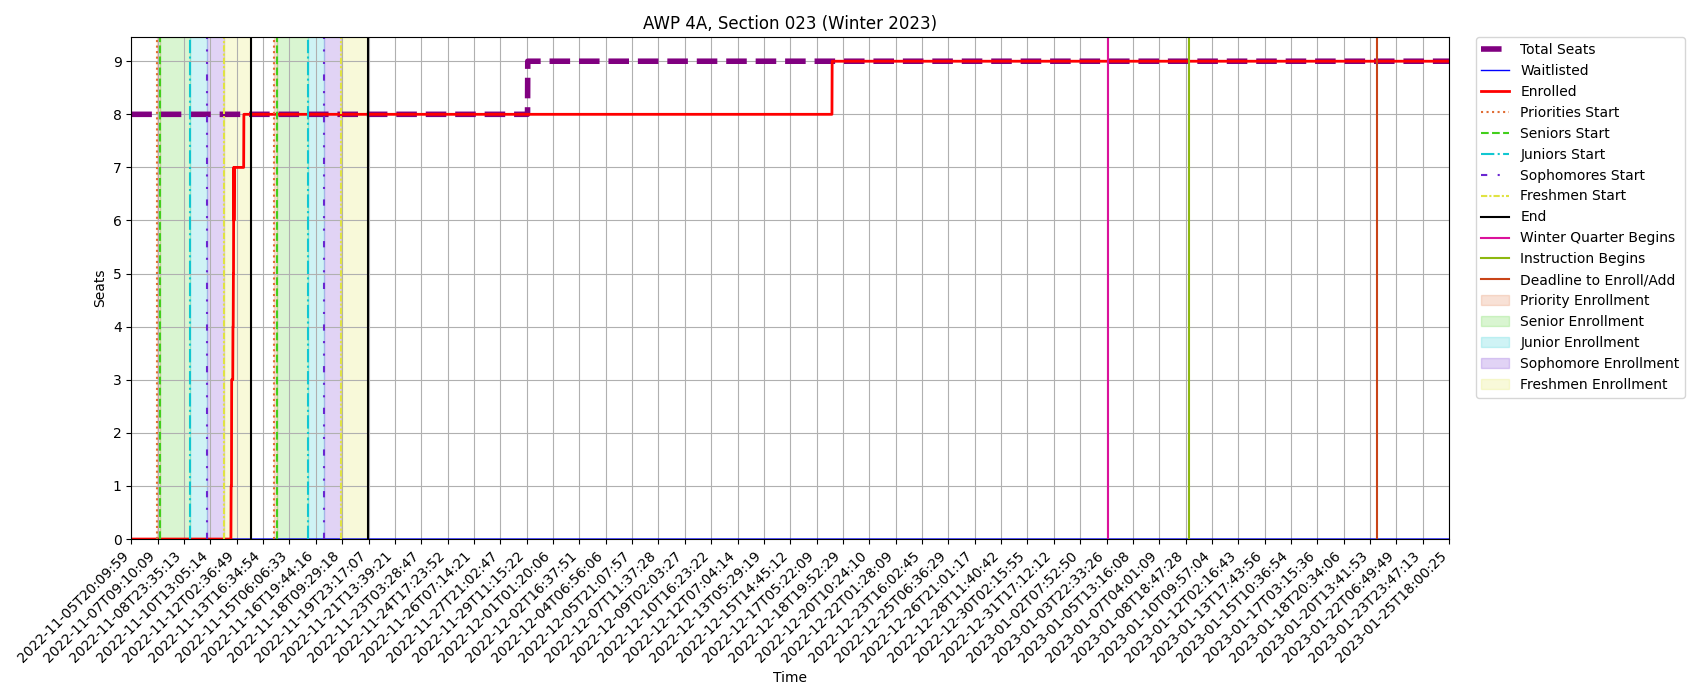 AWP 4A, Section 023 (Winter 2023)
Seats
9
8
7
6
5
4
3
2
1
0
2022-11-05T20:09:59
2022-11-07T09:10:09
2022-11-08T23:35:13
2022-11-10T13:05:14
2022-11-12T02:36:49
2022-11-13T16:34:54
2022-11-15T06:06:33
2022-11-16T19:44:16
2022-11-18T09:29:18
2022-11-19T23:17:07
2022-11-21T13:39:21
2022-11-23T03:28:47
2022-11-24T17:23:52
2022-11-26T07:14:21
2022-11-27T21:02:47
2022-11-29T11:15:22
2022-12-01T01:20:06
2022-12-02T16:37:51
2022-12-04T06:56:06
2022-12-05T21:07:57
2022-12-07T11:37:28
2022-12-09T02:03:27
2022-12-10T16:23:22
2022-12-12T07:04:14
2022-12-13T05:29:19
2022-12-15T14:45:12
2022-12-17T05:22:09
2022-12-18T19:52:29
2022-12-20T10:24:10
2022-12-22T01:28:09
2022-12-23T16:02:45
2022-12-25T06:36:29
2022-12-26T21:01:17
2022-12-28T11:40:42
2022-12-30T02:15:55
2022-12-31T17:12:12
2023-01-02T07:52:50
2023-01-03T22:33:26
2023-01-05T13:16:08
2023-01-07T04:01:09
2023-01-08T18:47:28
2023-01-10T09:57:04
2023-01-12T02:16:43
2023-01-13T17:43:56
2023-01-15T10:36:54
2023-01-17T03:15:36
2023-01-18T20:34:06
2023-01-20T13:41:53
2023-01-22T06:49:49
2023-01-23T23:47:13
2023-01-25T18:00:25
Time
Total Seats
Waitlisted
Enrolled
Priorities Start
Seniors Start
Juniors Start
Sophomores Start
Freshmen Start
End
Winter Quarter Begins
Instruction Begins
Deadline to Enroll/Add
Priority Enrollment
Senior Enrollment
Junior Enrollment
Sophomore Enrollment
Freshmen Enrollment